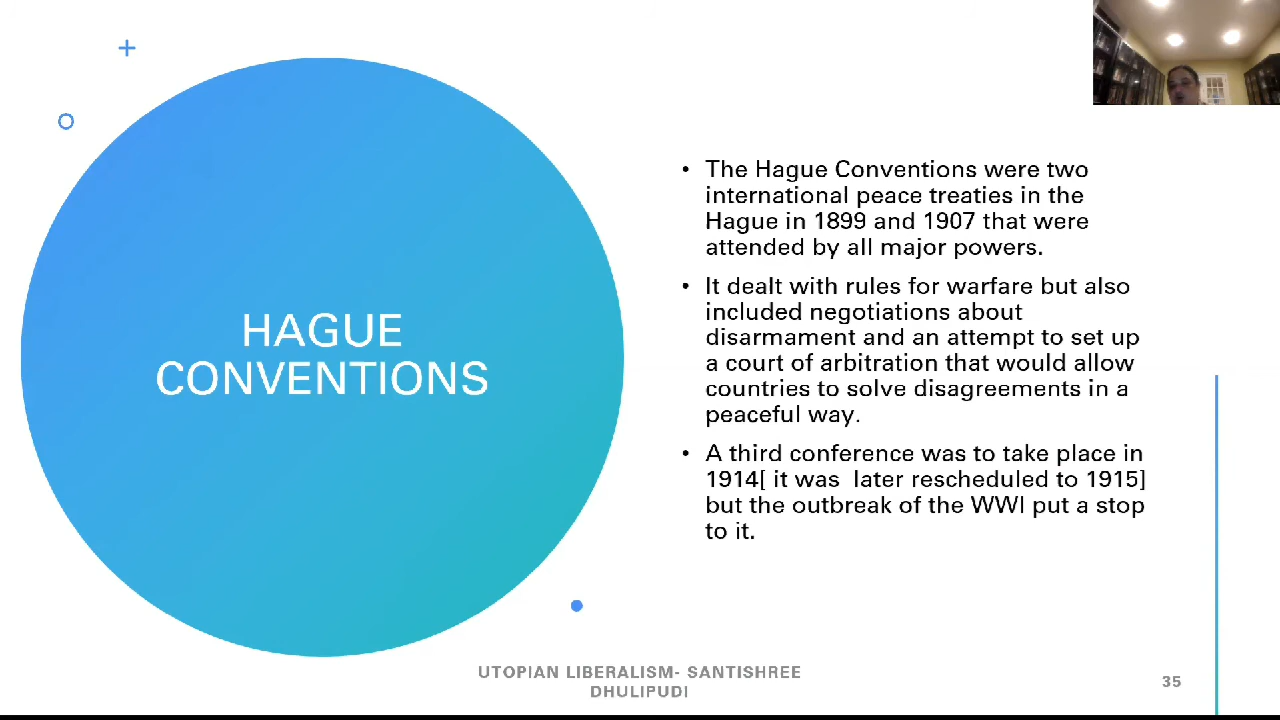 HAGUE
CONVENTIONS
• The Hague Conventions were two
international peace treaties in the
Hague in 1899 and 1907 that were
attended by all major powers.
• It dealt with rules for warfare but also
included negotiations about
disarmament and an attempt to set up
a court of arbitration that would allow
countries to solve disagreements in a
peaceful way.
• A third conference was to take place in
1914[ it was  later rescheduled to 1915]
but the outbreak of the WWI put a stop
to it.
UTOPIAN LIBERALISM- SANTISHREE
DHULIPUDI
35